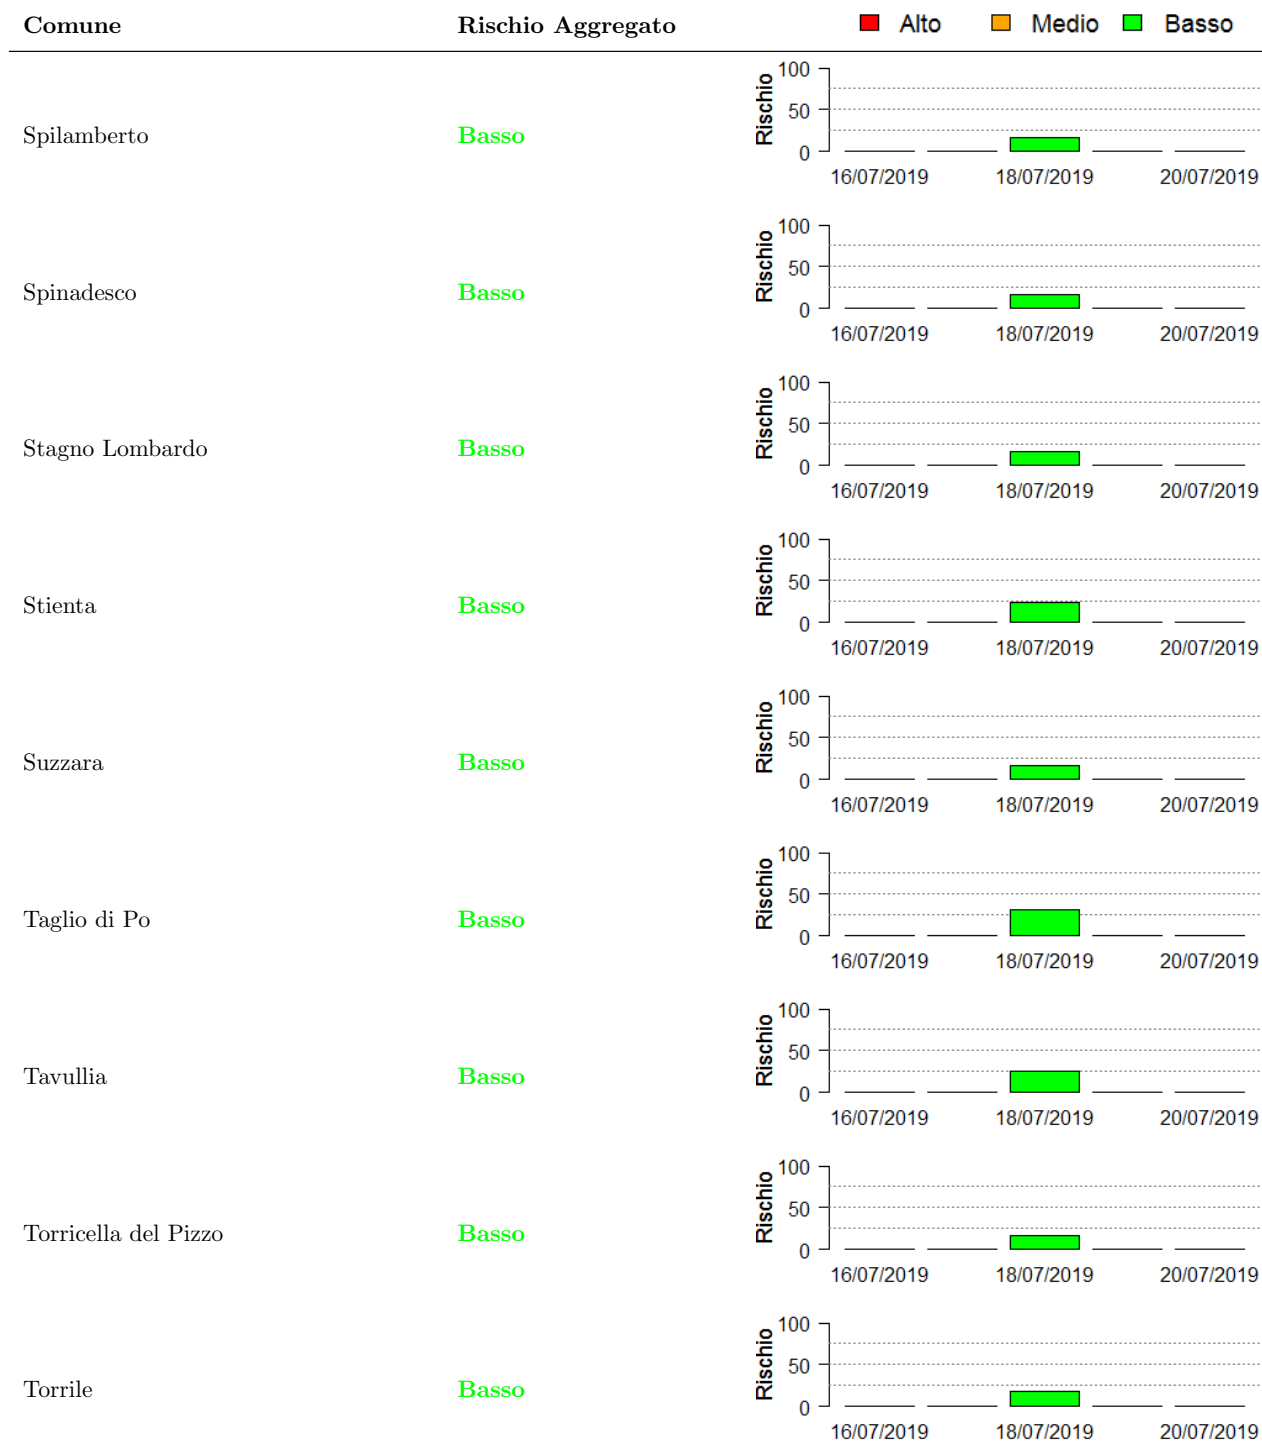 Comune Rischio Aggregato Alto Medio Basso
100
50
0
Rischio
Spilamberto Basso
16/07/2019 18/07/2019 20/07/2019
100
50
0
Rischio
Spinadesco Basso
16/07/2019 18/07/2019 20/07/2019
100
50
0
Rischio
Stagno Lombardo Basso
16/07/2019 18/07/2019 20/07/2019
100
50
0
Rischio
Stienta Basso
16/07/2019 18/07/2019 20/07/2019
100
50
0
Rischio
Suzzara Basso
16/07/2019 18/07/2019 20/07/2019
100
50
0
Rischio
Taglio di Po Basso
16/07/2019 18/07/2019 20/07/2019
100
50
0
Rischio
Tavullia Basso
16/07/2019 18/07/2019 20/07/2019
100
50
0
Rischio
Torricella del Pizzo Basso
16/07/2019 18/07/2019 20/07/2019
100
50
0
Rischio
Torrile Basso
16/07/2019 18/07/2019 20/07/2019